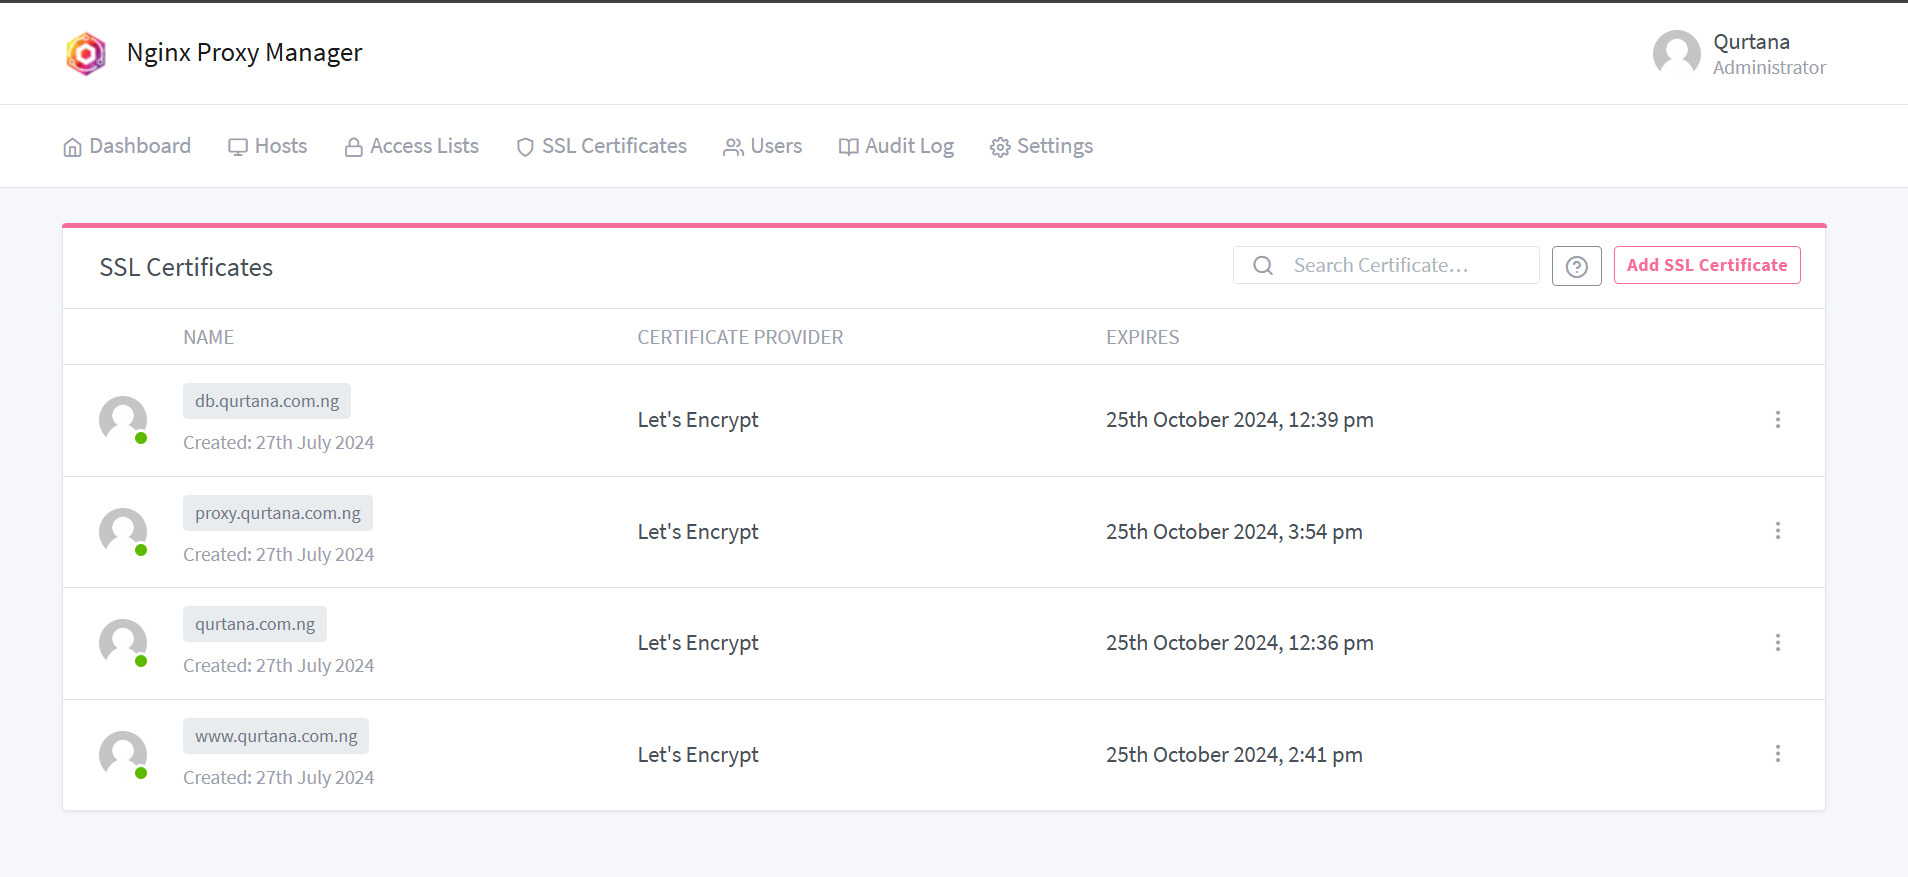 Nginx Proxy Manager
Qurtana
Administrator
Dashboard Hosts Access Lists SSL Certificates Users Audit Log Settings
SSL Certificates
Search Certificate…
Add SSL Certificate
NAME CERTIFICATE PROVIDER EXPIRES
db.qurtana.com.ng
Created: 27th July 2024
Let's Encrypt
25th October 2024, 12:39 pm
proxy.qurtana.com.ng
Created: 27th July 2024
Let's Encrypt
25th October 2024, 3:54 pm
qurtana.com.ng
Created: 27th July 2024
Let's Encrypt
25th October 2024, 12:36 pm
www.qurtana.com.ng
Created: 27th July 2024
Let's Encrypt
25th October 2024, 2:41 pm